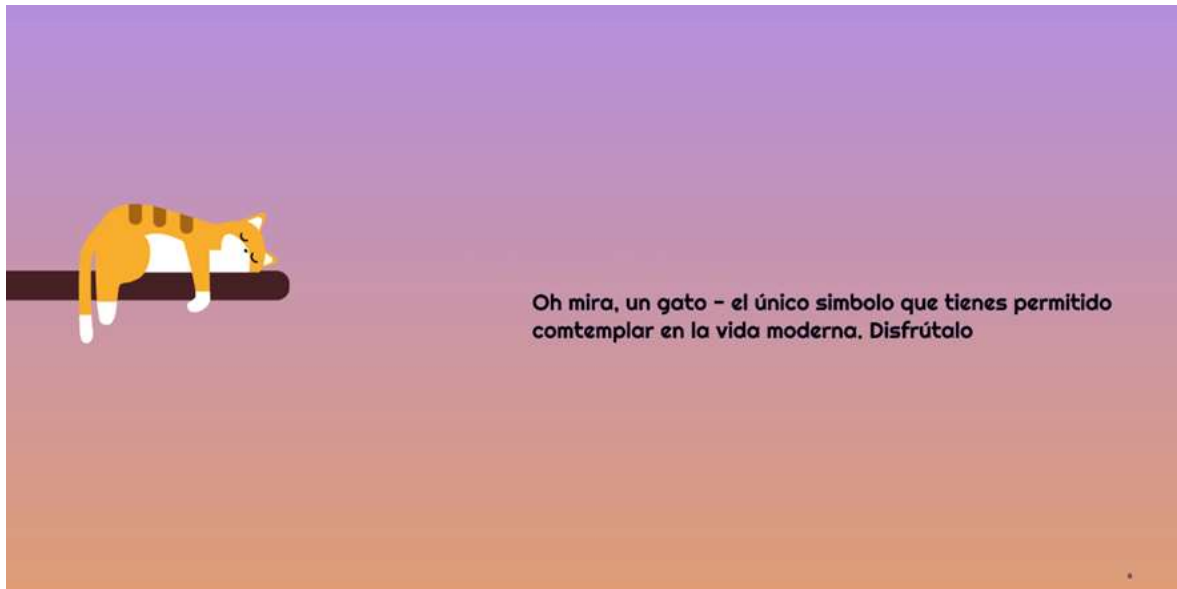 Oh mira, un gato - el único simbolo que tienes permitido
comtemplar en la vida moderna. Disfrútalo